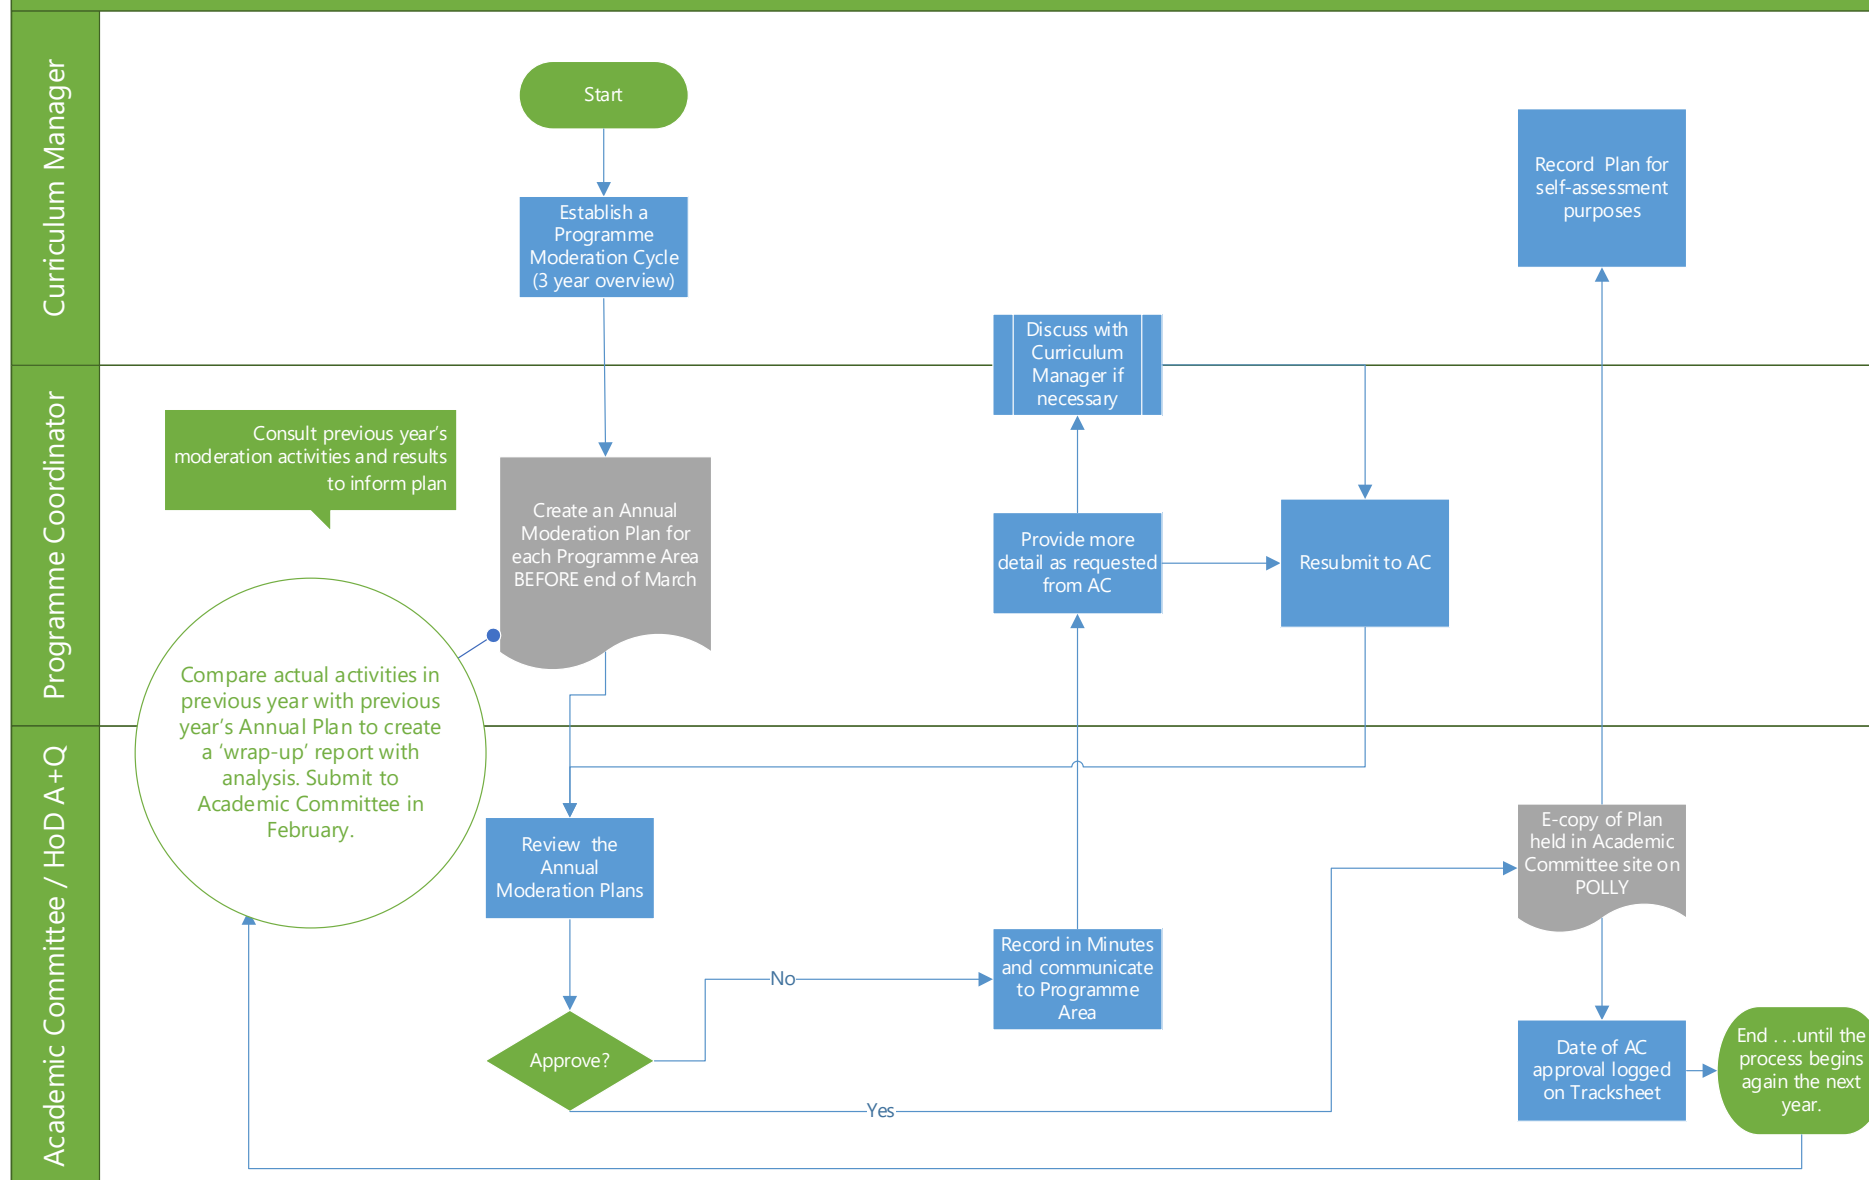 Curriculum Manager
Start
Establish a
Programme
Moderation Cycle
(3 year overview)
Record Plan for
self-assessment
purposes
Discuss with
Curriculum
Manager if
necessary
Programme Coordinator
Consult previous year’s
moderation activities and results
to inform plan
Create an Annual
Moderation Plan for
each Programme Area
BEFORE end of March
Provide more
detail as requested
from AC
Resubmit to AC
Compare actual activities in
previous year with previous
year’s Annual Plan to create
a ‘wrap-up’ report with
analysis. Submit to
Academic Committee in
February.
Academic Committee / HoD A+Q
Review the
Annual
Moderation Plans
E-copy of Plan
held in Academic
Committee site on
POLLY
Approve?
No
Record in Minutes
and communicate
to Programme
Area
Yes
Date of AC
approval logged
on Tracksheet
End . . .until the
process begins
again the next
year.